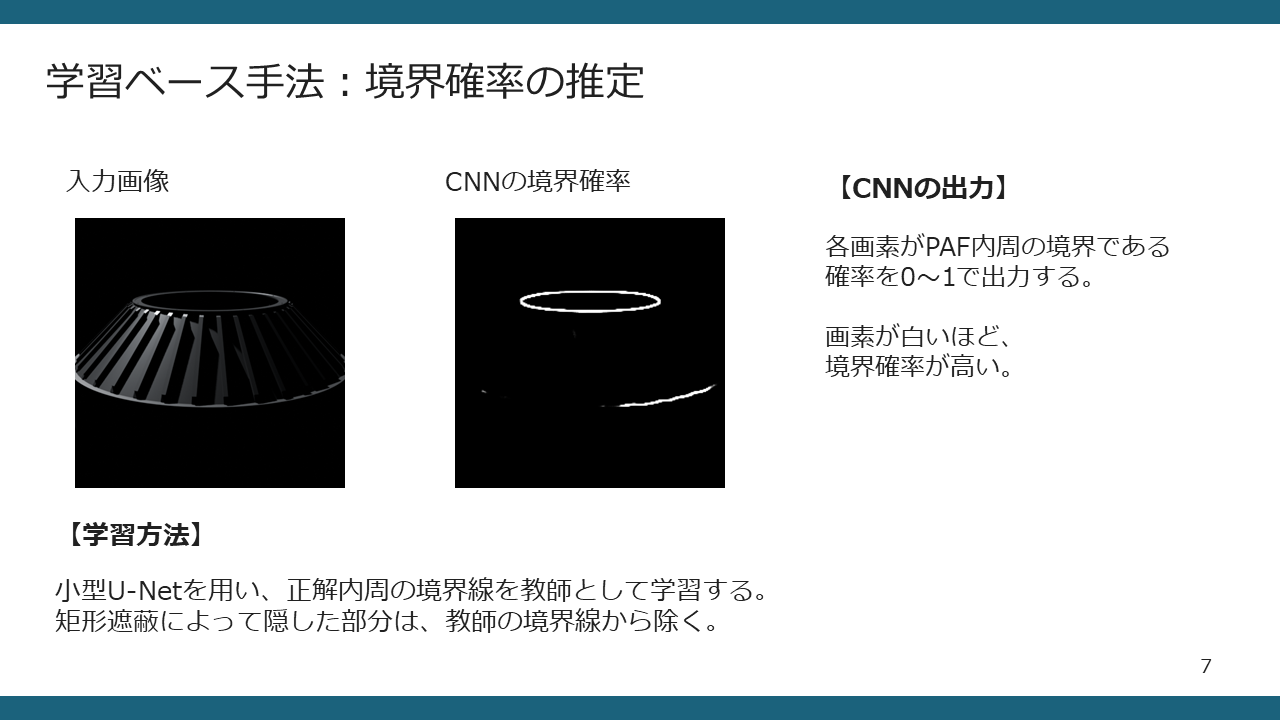 学習ベース手法：境界確率の推定
入力画像
CNNの境界確率
【CNNの出力】
各画素がPAF内周の境界である
確率を0～1で出力する。
画素が白いほど、
境界確率が高い。
【学習方法】
小型U-Netを用い、正解内周の境界線を教師として学習する。
矩形遮蔽によって隠した部分は、教師の境界線から除く。
7